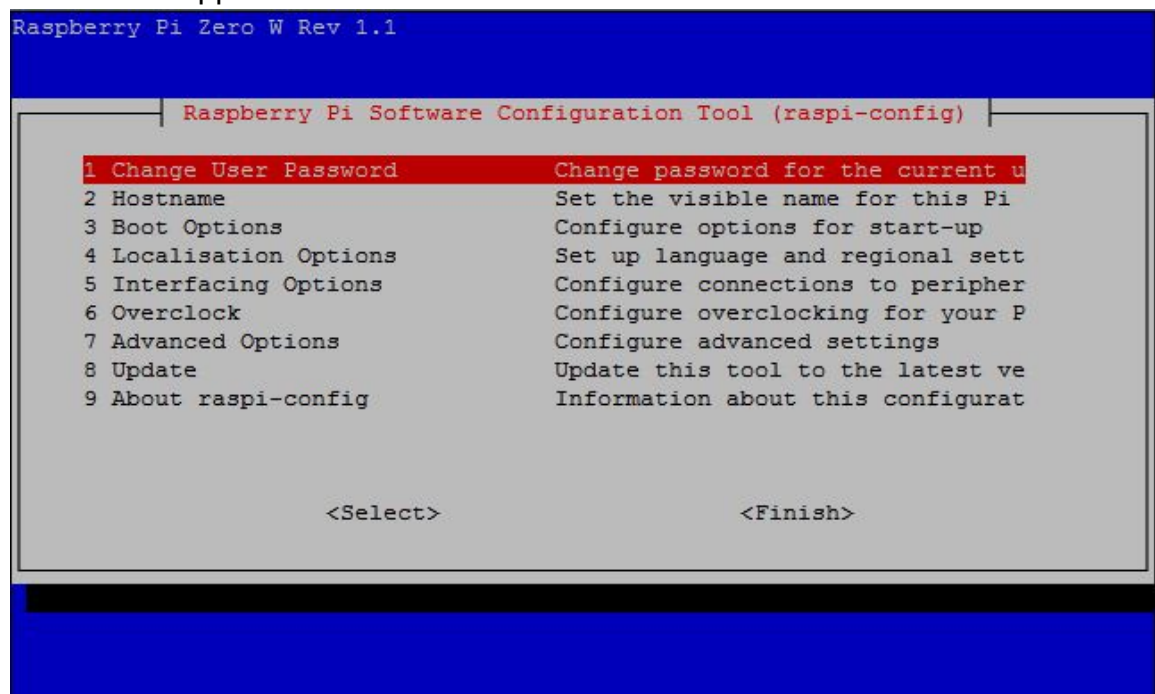 Raspberry Pi Zero W Rev 1.1
Raspberry Pi Software Configuration Tool (raspi-config)
1 Change User Password Change password for the current u
2 Hostname Set the visible name for this Pi
3 Boot Options Configure options for start-up
4 Localisation Options Set up language and regional sett
5 Interfacing Options Configure connections to peripher
6 Overclock Configure overclocking for your P
7 Advanced Options Configure advanced settings
8 Update Update this tool to the latest ve
9 About raspi-config Information about this configurat
<Select> <Finish>